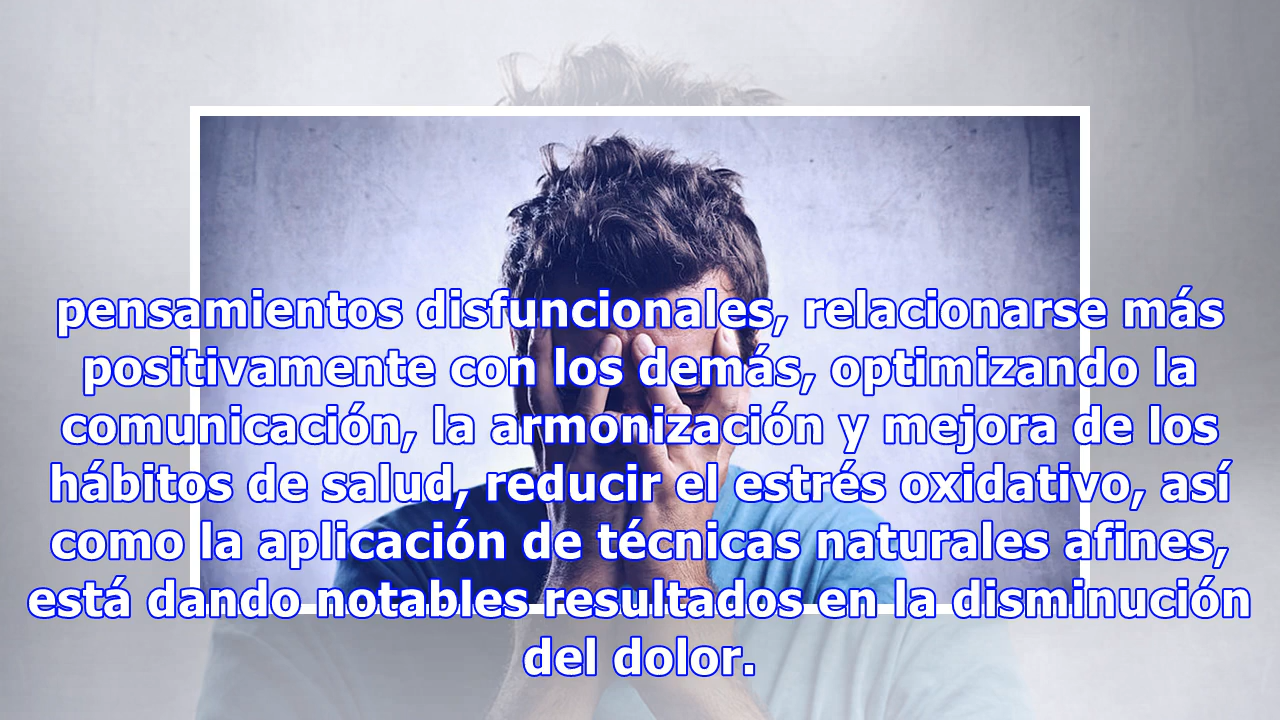 pensamientos disfuncionales, relacionarse más
positivamente con los demás, optimizando la
comunicación, la armonización y mejora de los
hábitos de salud, reducir el estrés oxidativo, así
como la aplicación de técnicas naturales afines,
está dando notables resultados en la disminución
del dolor.